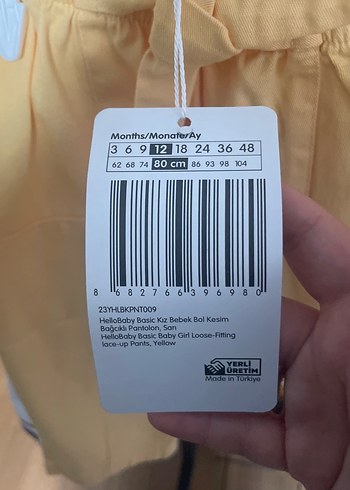 Months/Monate/Ay
3 6 9 12 18 24 36 48
62 68 74 80 cm 86 93 98 104
8 682766 396980
23YHLBKPNT009
HelloBaby Basic Kız Bebek Bol Kesim
Bağcıklı Pantolon, Sarı
HelloBaby Basic Baby Girl Loose-Fitting
lace-up Pants, Yellow
YERLİ
ÜRETİM
Made in Türkiye